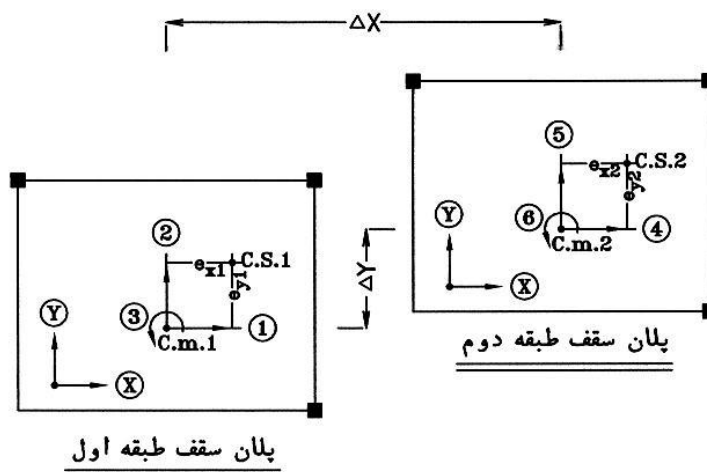 ΔX
⑤
C.S.2
ex2
ey2
⑥
④
C.m.2
Y
X
ΔY
پلان سقف طبقه دوم
②
C.S.1
ex1
ey1
③
①
C.m.1
Y
X
پلان سقف طبقه اول